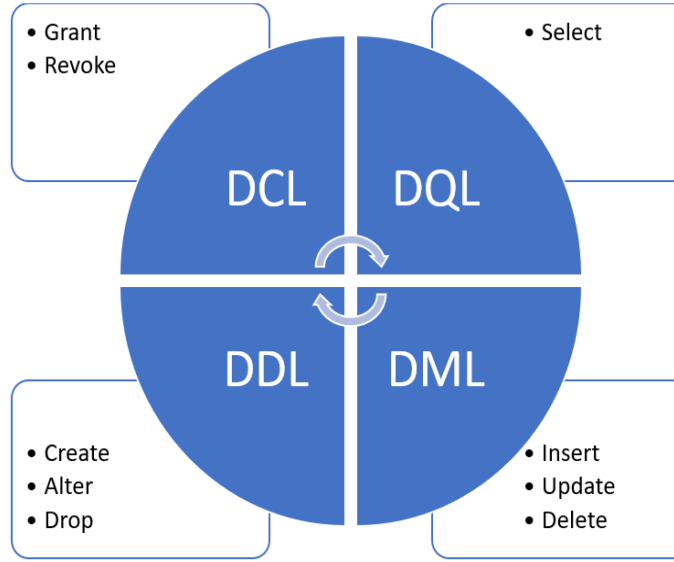 • Grant
• Revoke
• Select
DCL
DQL
DDL
DML
• Create
• Alter
• Drop
• Insert
• Update
• Delete